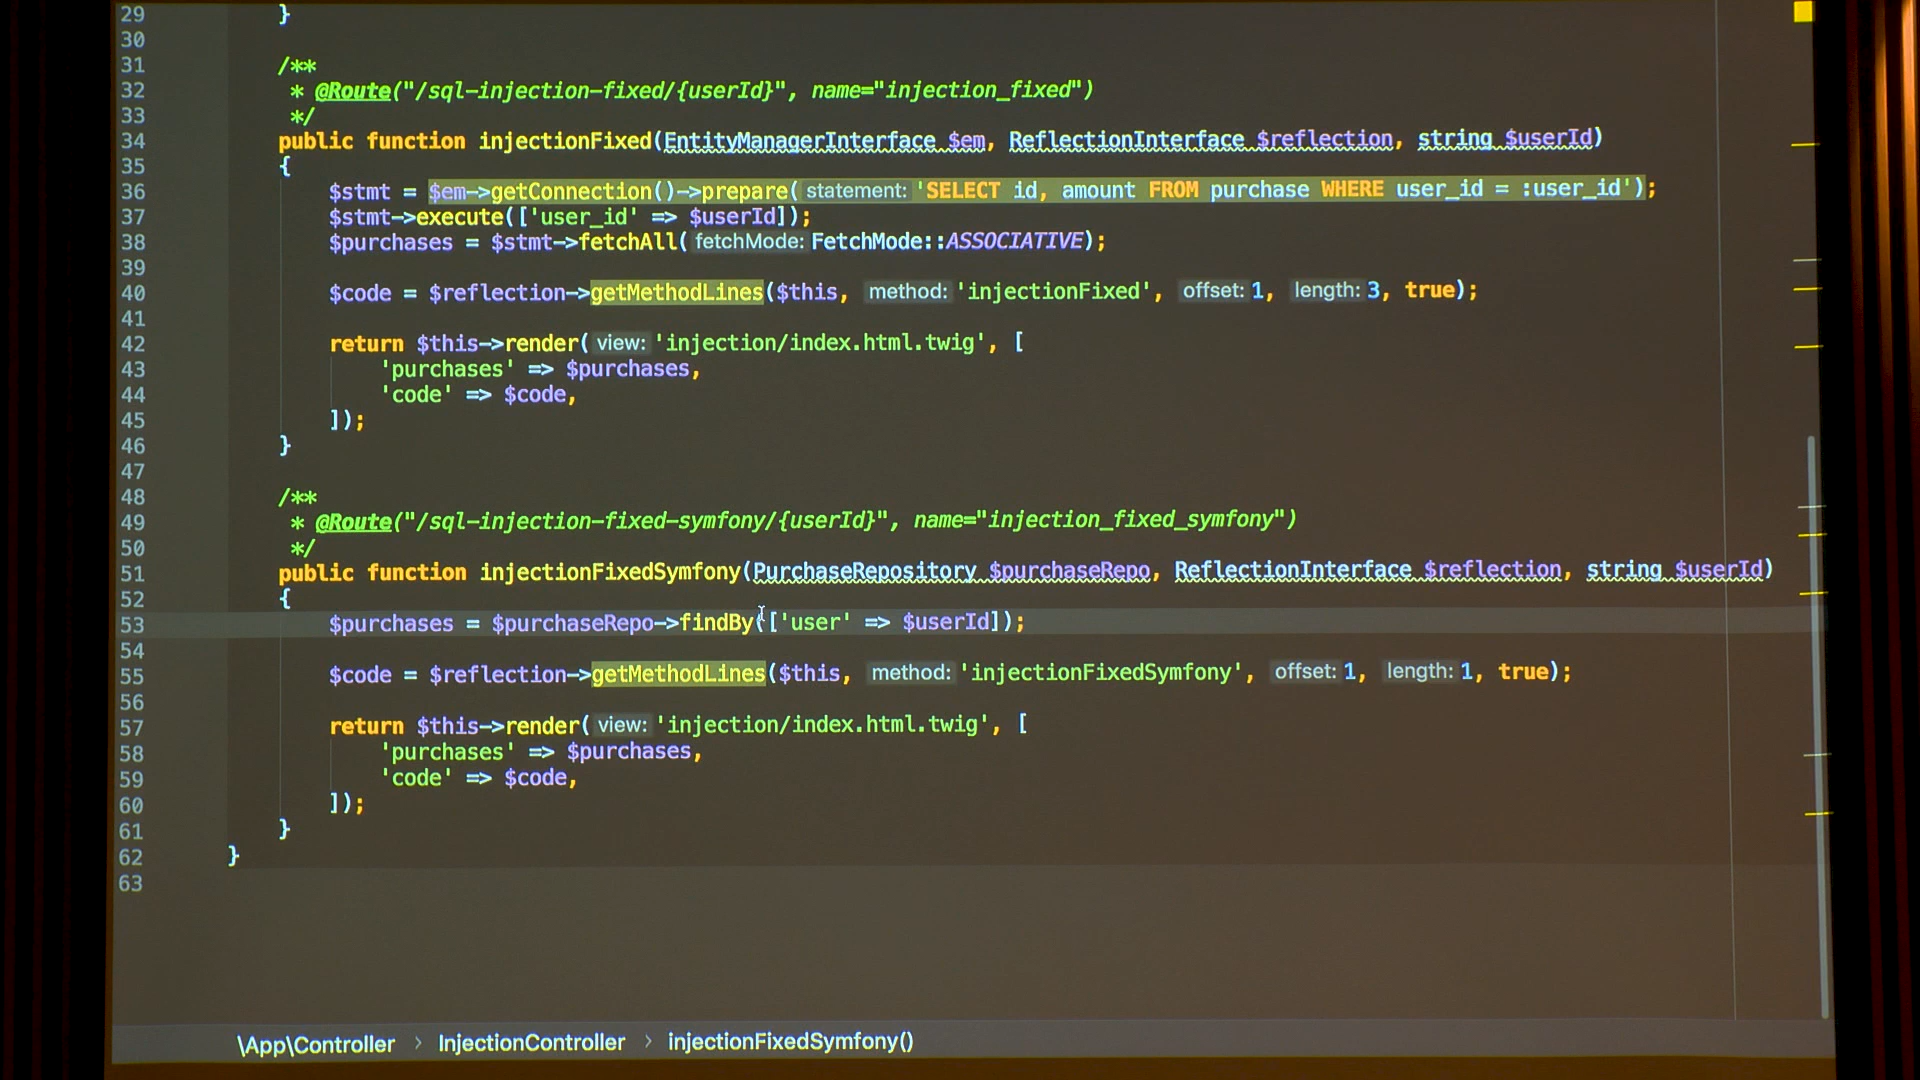 29 }
30
31 /**
32 * @Route("/sql-injection-fixed/{userId}", name="injection_fixed")
33 */
34 public function injectionFixed(EntityManagerInterface $em, ReflectionInterface $reflection, string $userId)
35 {
36 $stmt = $em->getConnection()->prepare( statement: 'SELECT id, amount FROM purchase WHERE user_id = :user_id');
37 $stmt->execute(['user_id' => $userId]);
38 $purchases = $stmt->fetchAll( fetchMode: FetchMode::ASSOCIATIVE);
39
40 $code = $reflection->getMethodLines($this, method: 'injectionFixed', offset: 1, length: 3, true);
41
42 return $this->render( view: 'injection/index.html.twig', [
43 'purchases' => $purchases,
44 'code' => $code,
45 ]);
46 }
47
48 /**
49 * @Route("/sql-injection-fixed-symfony/{userId}", name="injection_fixed_symfony")
50 */
51 public function injectionFixedSymfony(PurchaseRepository $purchaseRepo, ReflectionInterface $reflection, string $userId)
52 {
53 $purchases = $purchaseRepo->findBy(['user' => $userId]);
54
55 $code = $reflection->getMethodLines($this, method: 'injectionFixedSymfony', offset: 1, length: 1, true);
56
57 return $this->render( view: 'injection/index.html.twig', [
58 'purchases' => $purchases,
59 'code' => $code,
60 ]);
61 }
62 }
63
\App\Controller › InjectionController › injectionFixedSymfony()